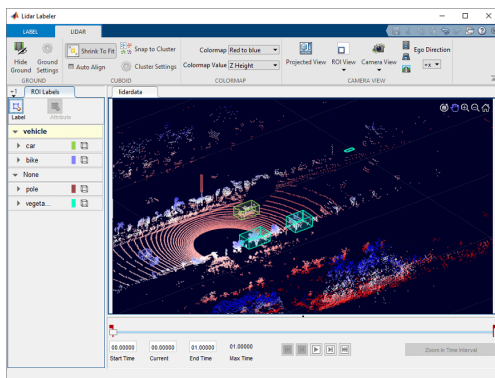 Lidar Labeler
LABEL
LIDAR
Hide Ground
Ground Settings
GROUND
Shrink To Fit
Auto Align
Snap to Cluster
Cluster Settings
CUBOID
Colormap Red to blue
Colormap Value Z Height
COLORMAP
Projected View
ROI View
Camera View
Ego Direction
+x
CAMERA VIEW
ROI Labels
lidardata
Label
Attribute
vehicle
car
bike
None
pole
vegeta...
00.00000
00.00000
01.00000
01.00000
Start Time
Current
End Time
Max Time
Zoom In Time Interval